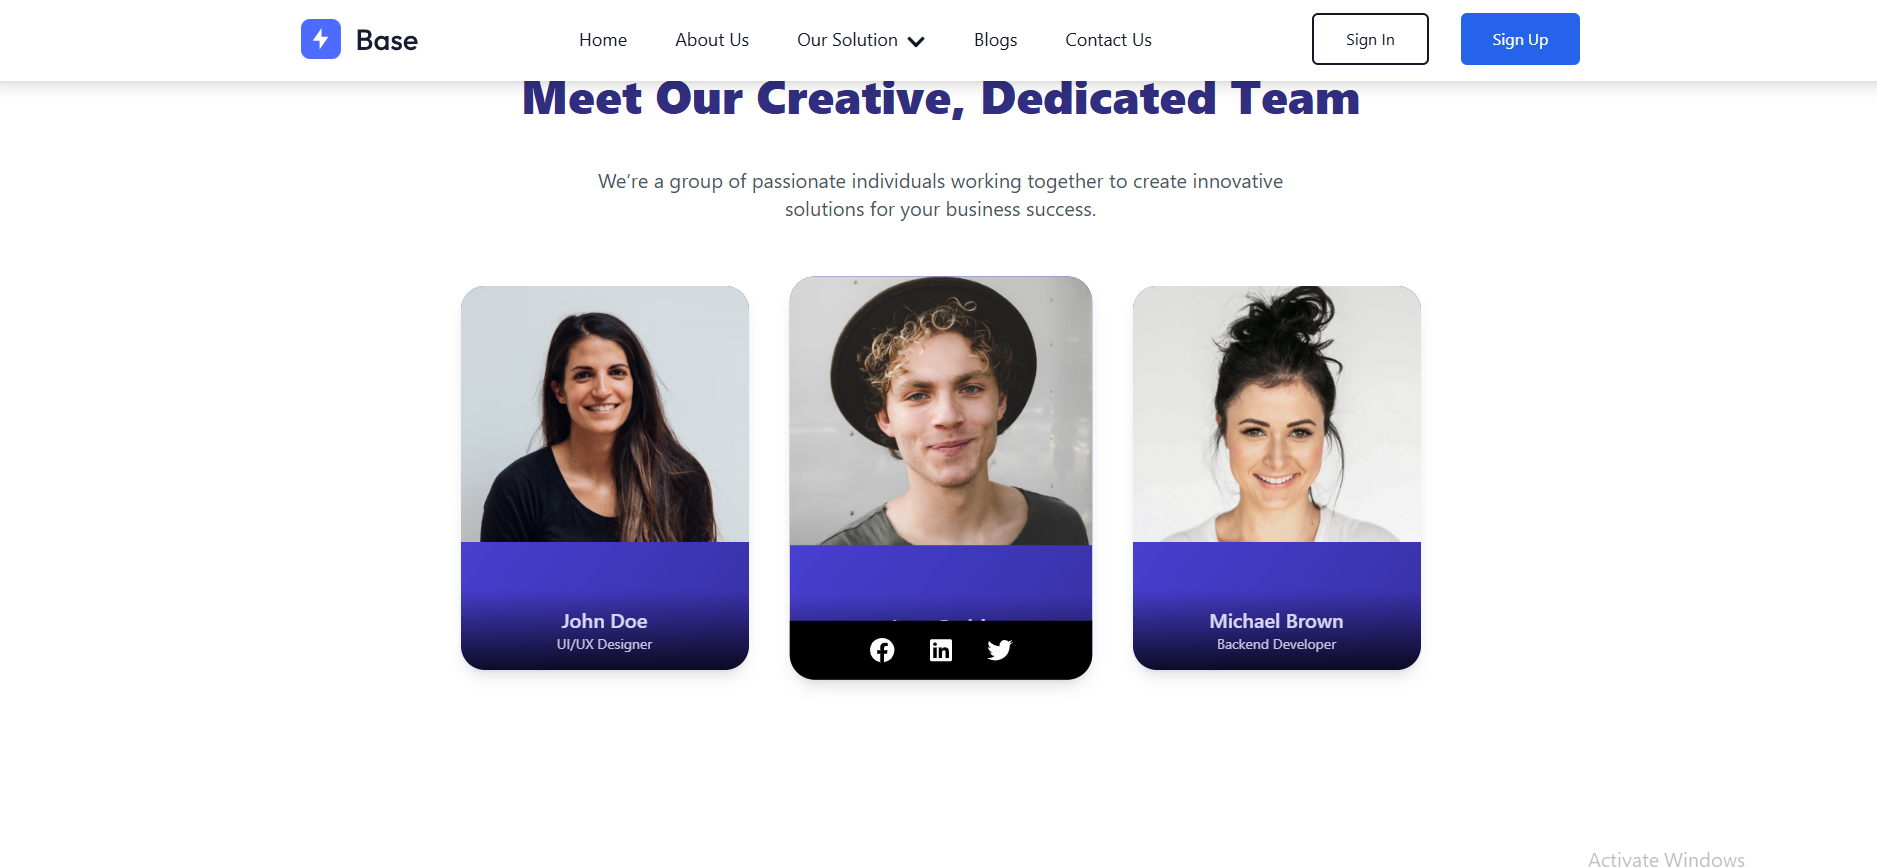 Base
Home
About Us
Our Solution
Blogs
Contact Us
Sign In
Sign Up
Meet Our Creative, Dedicated Team
We're a group of passionate individuals working together to create innovative
solutions for your business success.
John Doe
UI/UX Designer
Michael Brown
Backend Developer
Activate Windows